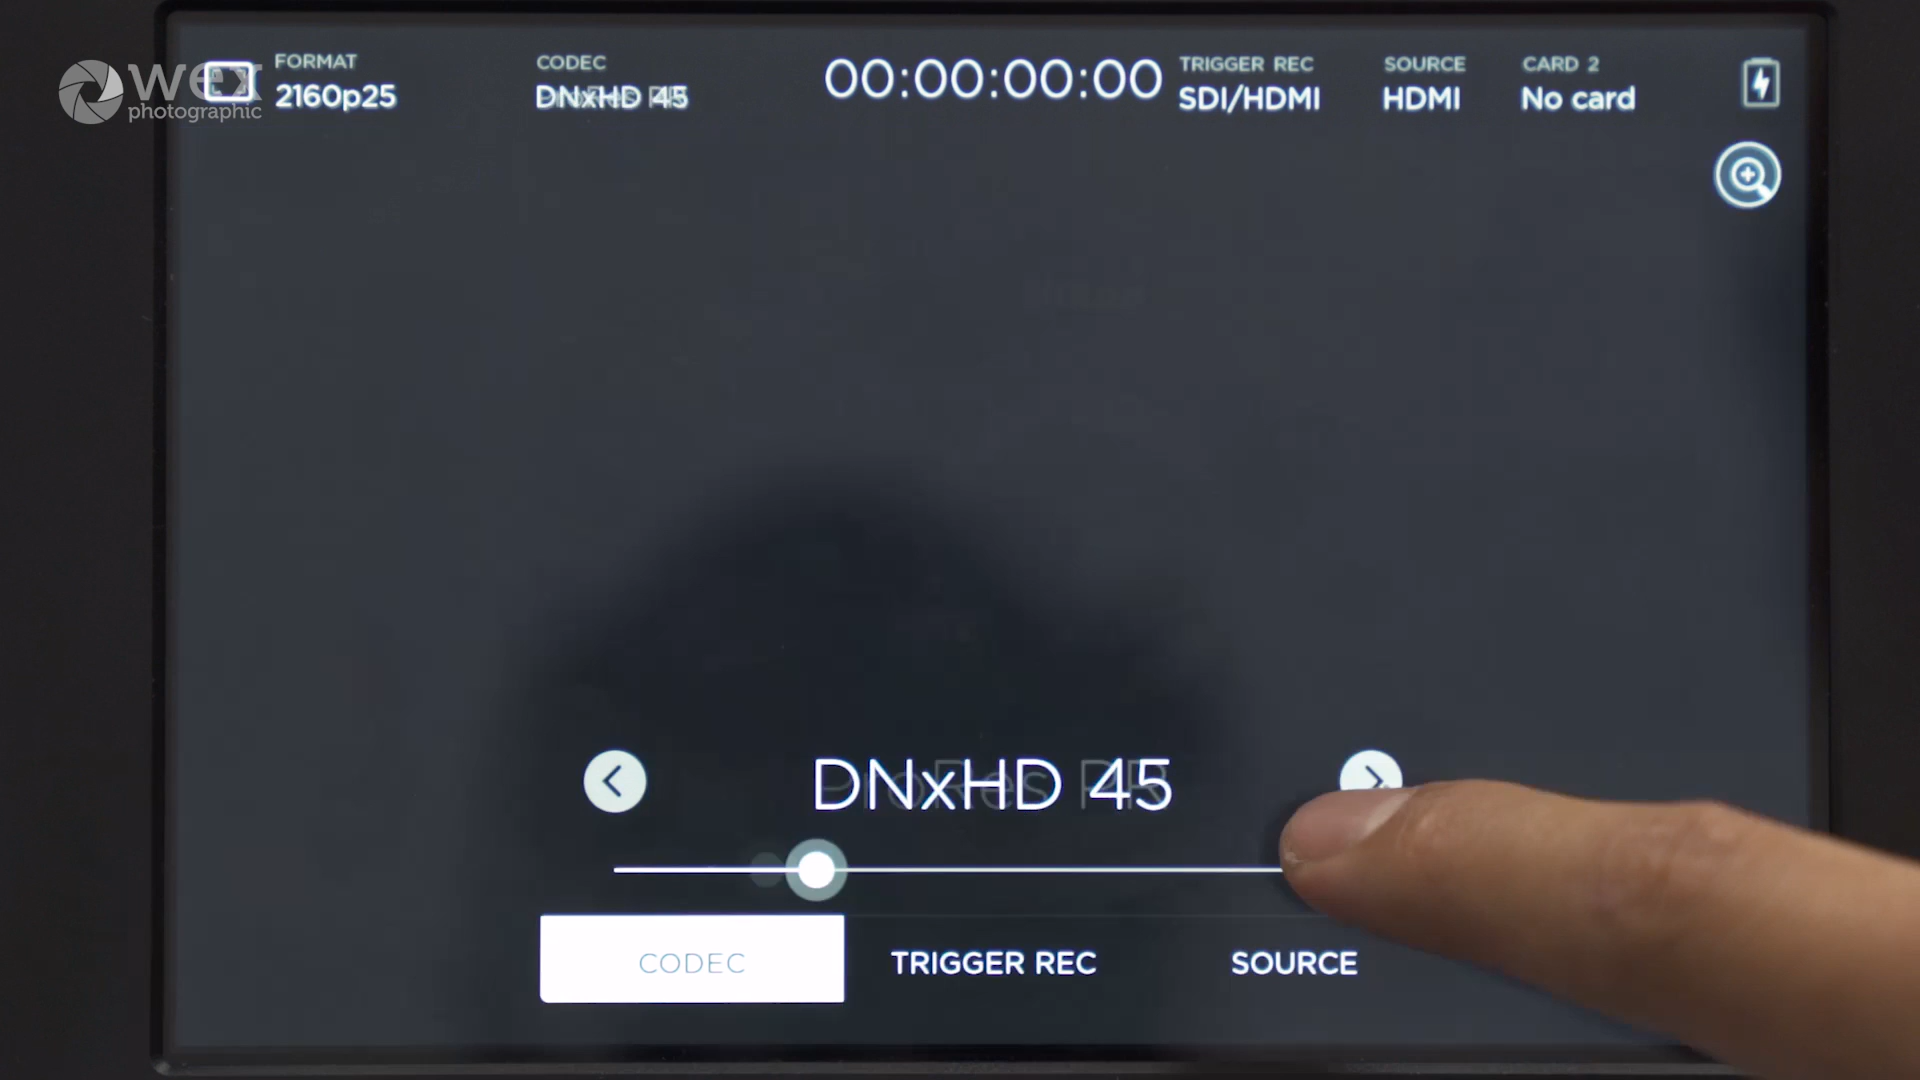 wex
photographic
FORMAT
2160p25
CODEC
DNxHD 45
00:00:00:00
TRIGGER REC
SDI/HDMI
SOURCE
HDMI
CARD 2
No card
DNxHD 45
CODEC
TRIGGER REC
SOURCE